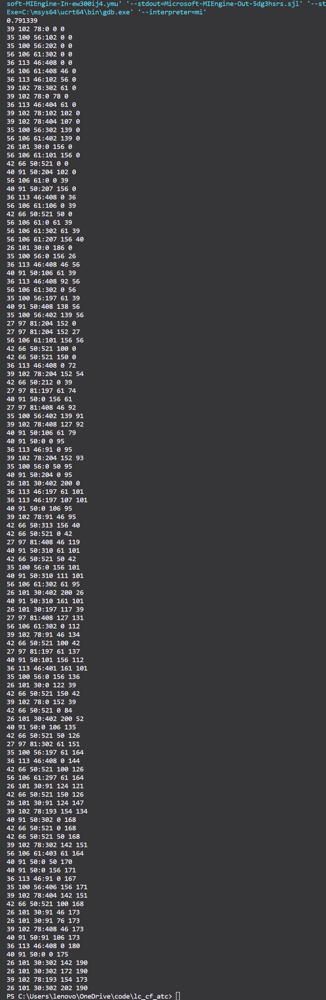 soft-MIEngine-In-ew300ij4.ymu' '--stdout=Microsoft-MIEngine-Out-5dg3hsrs.sjl' '--st
Exe=C:\msys64\ucrt64\bin\gdb.exe' '--interpreter=mi'
0.791339
39 102 78:0 0 0
35 100 56:102 0 0
35 100 56:202 0 0
56 106 61:302 0 0
36 113 46:408 0 0
56 106 61:408 46 0
36 113 46:102 56 0
39 102 78:302 61 0
39 102 78:0 78 0
36 113 46:404 61 0
39 102 78:102 102 0
39 102 78:404 107 0
35 100 56:302 139 0
56 106 61:402 139 0
26 101 30:0 156 0
56 106 61:101 156 0
42 66 50:521 0 0
40 91 50:204 102 0
56 106 61:0 0 39
40 91 50:207 156 0
36 113 46:408 0 36
56 106 61:106 0 39
42 66 50:521 50 0
56 106 61:0 61 39
56 106 61:302 61 39
56 106 61:207 156 40
26 101 30:0 186 0
35 100 56:0 156 26
36 113 46:408 46 56
40 91 50:106 61 39
36 113 46:408 92 56
56 106 61:302 0 56
35 100 56:197 61 39
40 91 50:408 138 56
35 100 56:402 139 56
27 97 81:204 152 0
27 97 81:204 152 27
56 106 61:101 156 56
42 66 50:521 100 0
42 66 50:521 150 0
36 113 46:408 0 72
39 102 78:204 152 54
42 66 50:212 0 39
27 97 81:197 61 74
40 91 50:0 156 61
27 97 81:408 46 92
35 100 56:402 139 91
39 102 78:408 127 92
40 91 50:106 61 79
40 91 50:0 0 95
36 113 46:91 0 95
39 102 78:204 152 93
35 100 56:0 50 95
40 91 50:204 0 95
26 101 30:402 200 0
36 113 46:197 61 101
36 113 46:197 107 101
40 91 50:0 106 95
39 102 78:91 46 95
42 66 50:313 156 40
42 66 50:521 0 42
27 97 81:408 46 119
40 91 50:310 61 101
42 66 50:521 50 42
35 100 56:0 156 101
40 91 50:310 111 101
56 106 61:302 61 95
26 101 30:402 200 26
40 91 50:310 161 101
26 101 30:197 117 39
27 97 81:408 127 131
56 106 61:302 0 112
39 102 78:91 46 134
42 66 50:521 100 42
27 97 81:197 61 137
40 91 50:101 156 112
36 113 46:401 161 101
35 100 56:0 156 136
26 101 30:0 122 39
42 66 50:521 150 42
39 102 78:0 152 39
42 66 50:521 0 84
26 101 30:402 200 52
40 91 50:0 106 135
42 66 50:521 50 126
27 97 81:302 61 151
35 100 56:197 61 164
36 113 46:408 0 144
42 66 50:521 100 126
56 106 61:297 61 164
26 101 30:91 124 121
42 66 50:521 150 126
26 101 30:91 124 147
39 102 78:193 154 134
40 91 50:302 0 168
42 66 50:521 0 168
42 66 50:521 50 168
39 102 78:302 142 151
56 106 61:403 61 164
40 91 50:0 50 170
40 91 50:0 156 171
36 113 46:91 0 167
35 100 56:406 156 171
39 102 78:404 142 151
42 66 50:521 100 168
26 101 30:91 46 173
26 101 30:91 76 173
39 102 78:408 46 173
40 91 50:91 106 173
36 113 46:408 0 180
40 91 50:0 0 175
26 101 30:302 142 190
26 101 30:302 172 190
39 102 78:193 154 173
26 101 30:302 202 190
PS C:\Users\lenovo\OneDrive\code\lc_cf_atc>